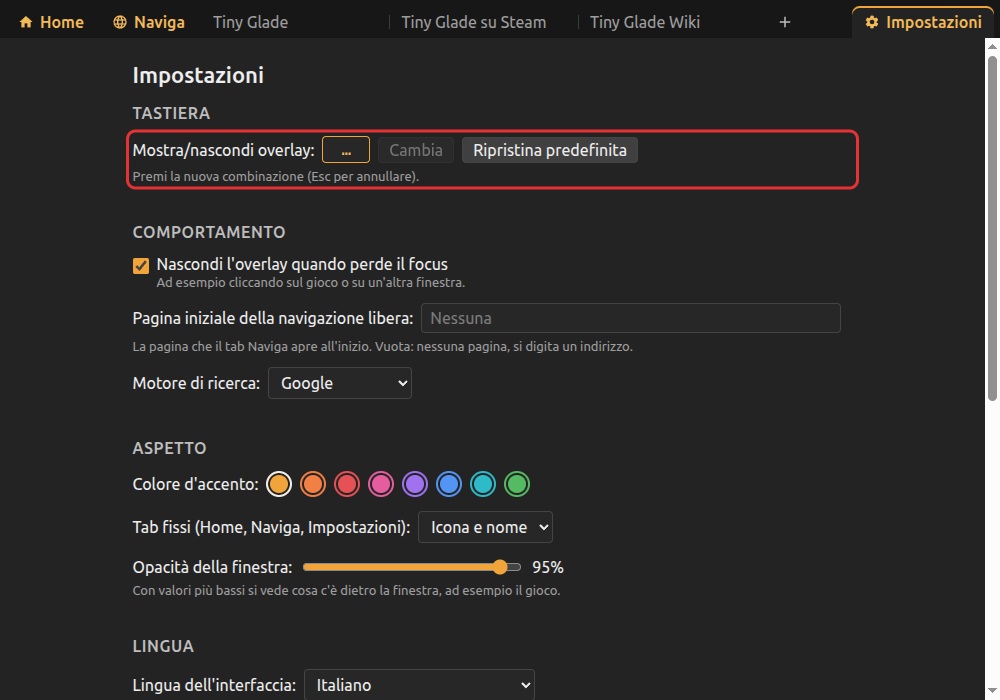 Home Naviga Tiny Glade Tiny Glade su Steam Tiny Glade Wiki + Impostazioni
Impostazioni
TASTIERA
Mostra/nascondi overlay: ... Cambia Ripristina predefinita
Premi la nuova combinazione (Esc per annullare).
COMPORTAMENTO
Nascondi l'overlay quando perde il focus
Ad esempio cliccando sul gioco o su un'altra finestra.
Pagina iniziale della navigazione libera: Nessuna
La pagina che il tab Naviga apre all'inizio. Vuota: nessuna pagina, si digita un indirizzo.
Motore di ricerca: Google
ASPETTO
Colore d'accento:
Tab fissi (Home, Naviga, Impostazioni): Icona e nome
Opacità della finestra: 95%
Con valori più bassi si vede cosa c'è dietro la finestra, ad esempio il gioco.
LINGUA
Lingua dell'interfaccia: Italiano